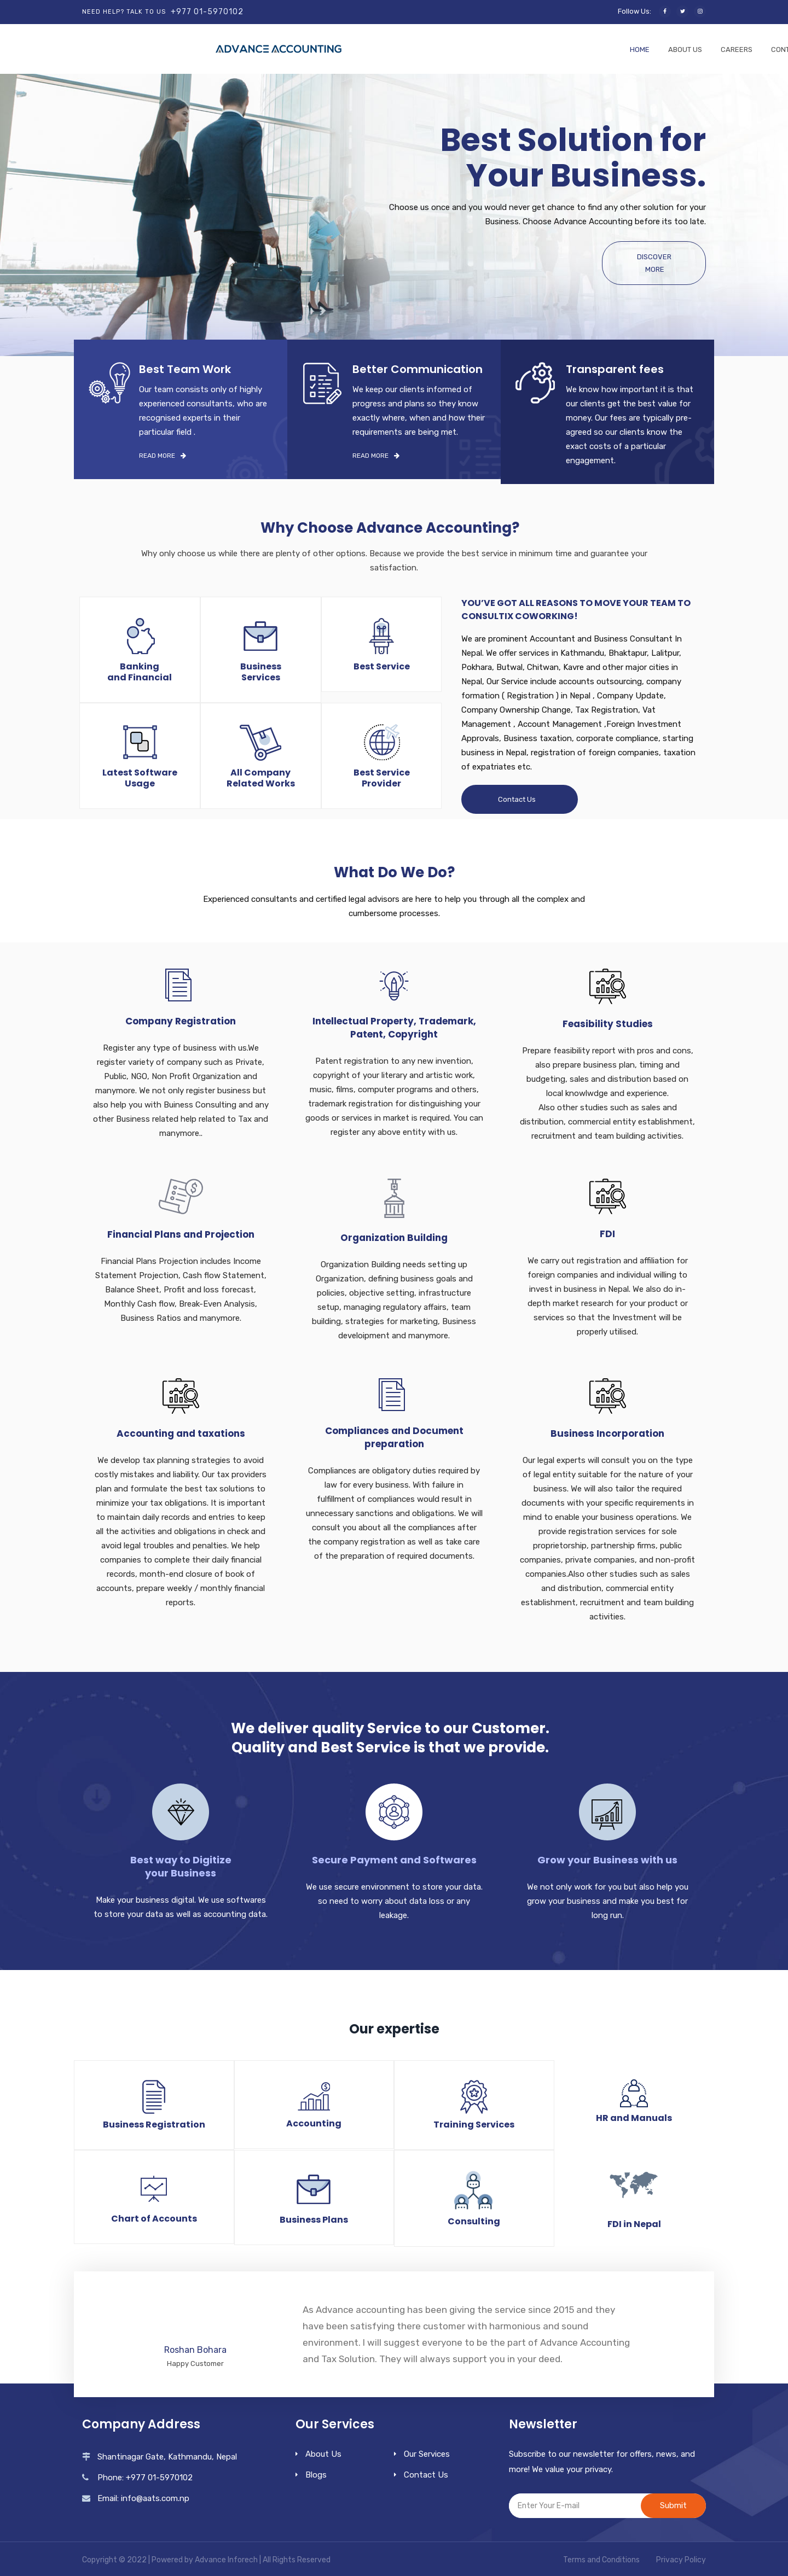 NEED HELP? TALK TO US +977 01-5970102
Follow Us:
ADVANCE ACCOUNTING
HOME ABOUT US CAREERS CONT
Best Solution for
Your Business.
Choose us once and you would never get chance to find any other solution for your
Business. Choose Advance Accounting before its too late.
DISCOVER
MORE
Best Team Work
Our team consists only of highly
experienced consultants, who are
recognised experts in their
particular field .
READ MORE
Better Communication
We keep our clients informed of
progress and plans so they know
exactly where, when and how their
requirements are being met.
READ MORE
Transparent fees
We know how important it is that
our clients get the best value for
money. Our fees are typically pre-
agreed so our clients know the
exact costs of a particular
engagement.
Why Choose Advance Accounting?
Why only choose us while there are plenty of other options. Because we provide the best service in minimum time and guarantee your
satisfaction.
Banking
and Financial
Business
Services
Best Service
Latest Software
Usage
All Company
Related Works
Best Service
Provider
YOU'VE GOT ALL REASONS TO MOVE YOUR TEAM TO
CONSULTIX COWORKING!
We are prominent Accountant and Business Consultant In
Nepal. We offer services in Kathmandu, Bhaktapur, Lalitpur,
Pokhara, Butwal, Chitwan, Kavre and other major cities in
Nepal, Our Service include accounts outsourcing, company
formation ( Registration ) in Nepal , Company Update,
Company Ownership Change, Tax Registration, Vat
Management , Account Management ,Foreign Investment
Approvals, Business taxation, corporate compliance, starting
business in Nepal, registration of foreign companies, taxation
of expatriates etc.
Contact Us
What Do We Do?
Experienced consultants and certified legal advisors are here to help you through all the complex and
cumbersome processes.
Company Registration
Register any type of business with us.We
register variety of company such as Private,
Public, NGO, Non Profit Organization and
manymore. We not only register business but
also help you with Buiness Consulting and any
other Business related help related to Tax and
manymore..
Intellectual Property, Trademark,
Patent, Copyright
Patent registration to any new invention,
copyright of your literary and artistic work,
music, films, computer programs and others,
trademark registration for distinguishing your
goods or services in market is required. You can
register any above entity with us.
Feasibility Studies
Prepare feasibility report with pros and cons,
also prepare business plan, timing and
budgeting, sales and distribution based on
local knowlwdge and experience.
Also other studies such as sales and
distribution, commercial entity establishment,
recruitment and team building activities.
Financial Plans and Projection
Financial Plans Projection includes Income
Statement Projection, Cash flow Statement,
Balance Sheet, Profit and loss forecast,
Monthly Cash flow, Break-Even Analysis,
Business Ratios and manymore.
Organization Building
Organization Building needs setting up
Organization, defining business goals and
policies, objective setting, infrastructure
setup, managing regulatory affairs, team
building, strategies for marketing, Business
develoipment and manymore.
FDI
We carry out registration and affiliation for
foreign companies and individual willing to
invest in business in Nepal. We also do in-
depth market research for your product or
services so that the Investment will be
properly utilised.
Accounting and taxations
We develop tax planning strategies to avoid
costly mistakes and liability. Our tax providers
plan and formulate the best tax solutions to
minimize your tax obligations. It is important
to maintain daily records and entries to keep
all the activities and obligations in check and
avoid legal troubles and penalties. We help
companies to complete their daily financial
records, month-end closure of book of
accounts, prepare weekly / monthly financial
reports.
Compliances and Document
preparation
Compliances are obligatory duties required by
law for every business. With failure in
fulfillment of compliances would result in
unnecessary sanctions and obligations. We will
consult you about all the compliances after
the company registration as well as take care
of the preparation of required documents.
Business Incorporation
Our legal experts will consult you on the type
of legal entity suitable for the nature of your
business. We will also tailor the required
documents with your specific requirements in
mind to enable your business operations. We
provide registration services for sole
proprietorship, partnership firms, public
companies, private companies, and non-profit
companies.Also other studies such as sales
and distribution, commercial entity
establishment, recruitment and team building
activities.
We deliver quality Service to our Customer.
Quality and Best Service is that we provide.
Best way to Digitize
your Business
Make your business digital. We use softwares
to store your data as well as accounting data.
Secure Payment and Softwares
We use secure environment to store your data.
so need to worry about data loss or any
leakage.
Grow your Business with us
We not only work for you but also help you
grow your business and make you best for
long run.
Our expertise
Business Registration
Accounting
Training Services
HR and Manuals
Chart of Accounts
Business Plans
Consulting
FDI in Nepal
Roshan Bohara
Happy Customer
As Advance accounting has been giving the service since 2015 and they
have been satisfying there customer with harmonious and sound
environment. I will suggest everyone to be the part of Advance Accounting
and Tax Solution. They will always support you in your deed.
Company Address
Shantinagar Gate, Kathmandu, Nepal
Phone: +977 01-5970102
Email: info@aats.com.np
Our Services
About Us
Our Services
Blogs
Contact Us
Newsletter
Subscribe to our newsletter for offers, news, and
more! We value your privacy.
Enter Your E-mail
Submit
Copyright © 2022 | Powered by Advance Inforech | All Rights Reserved
Terms and Conditions Privacy Policy